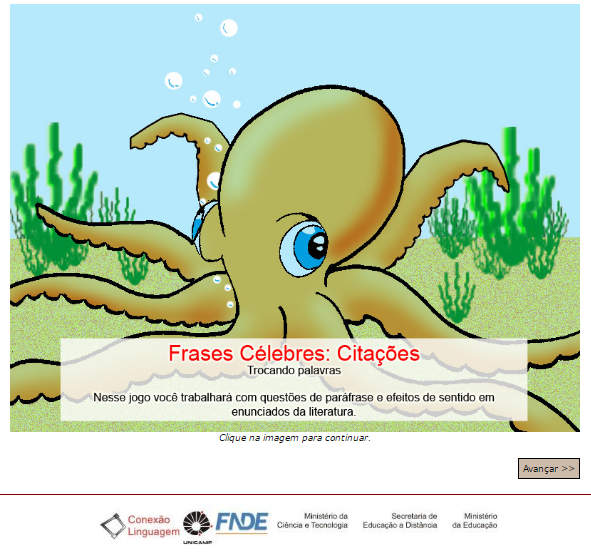 Frases Célebres: Citações
Trocando palavras
Nesse jogo você trabalhará com questões de paráfrase e efeitos de sentido em
enunciados da literatura.
Clique na imagem para continuar.
Avançar >>
Conexão
Linguagem
UNICAMP
FNDE
Ministério da
Ciência e Tecnologia
Secretaria de
Educação a Distância
Ministério
da Educação